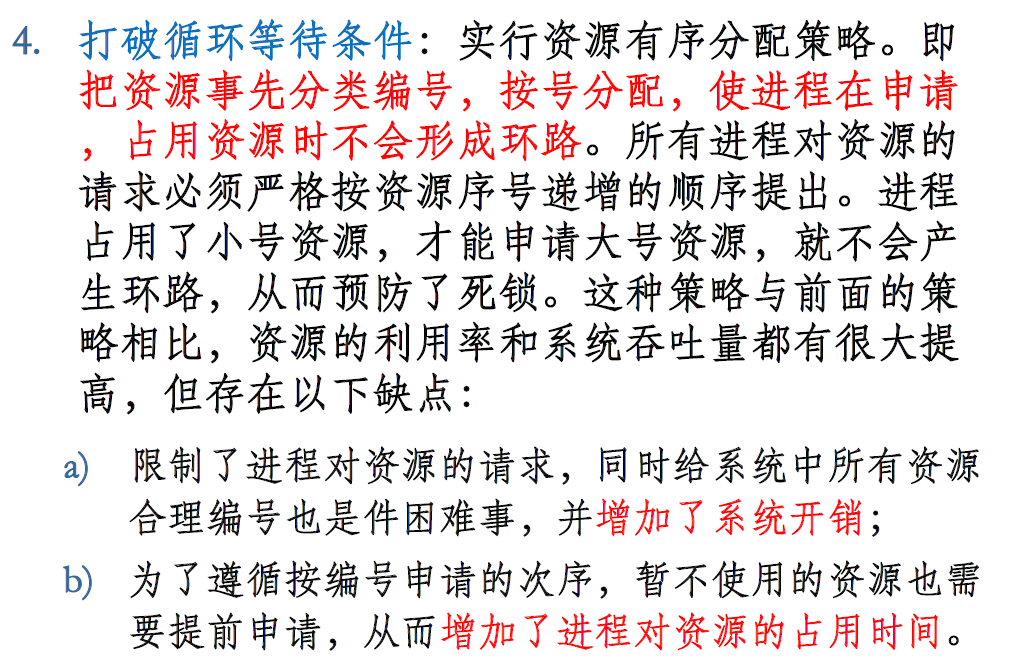 4. 打破循环等待条件：实行资源有序分配策略。即
把资源事先分类编号，按号分配，使进程在申请
，占用资源时不会形成环路。所有进程对资源的
请求必须严格按资源序号递增的顺序提出。进程
占用了小号资源，才能申请大号资源，就不会产
生环路，从而预防了死锁。这种策略与前面的策
略相比，资源的利用率和系统吞吐量都有很大提
高，但存在以下缺点：
a) 限制了进程对资源的请求，同时给系统中所有资源
合理编号也是件困难事，并增加了系统开销；
b) 为了遵循按编号申请的次序，暂不使用的资源也需
要提前申请，从而增加了进程对资源的占用时间。